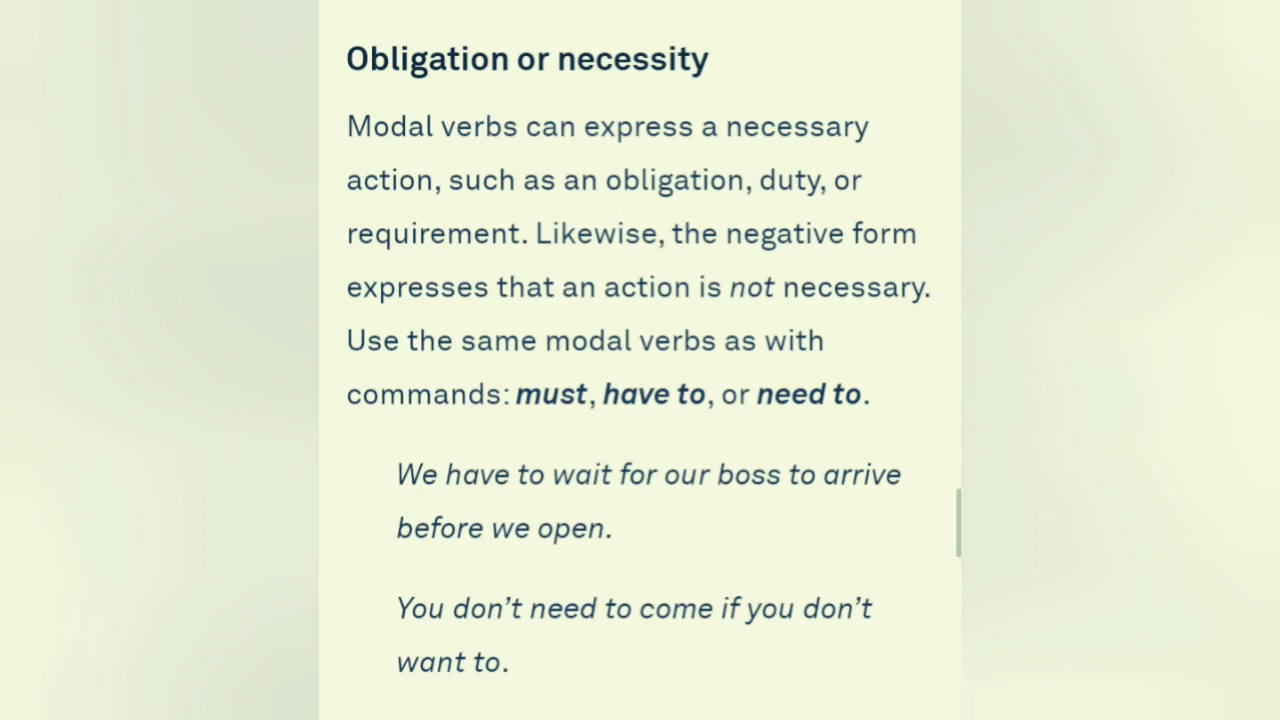 Obligation or necessity
Modal verbs can express a necessary
action, such as an obligation, duty, or
requirement. Likewise, the negative form
expresses that an action is not necessary.
Use the same modal verbs as with
commands: must, have to, or need to.
We have to wait for our boss to arrive
before we open.
You don’t need to come if you don’t
want to.